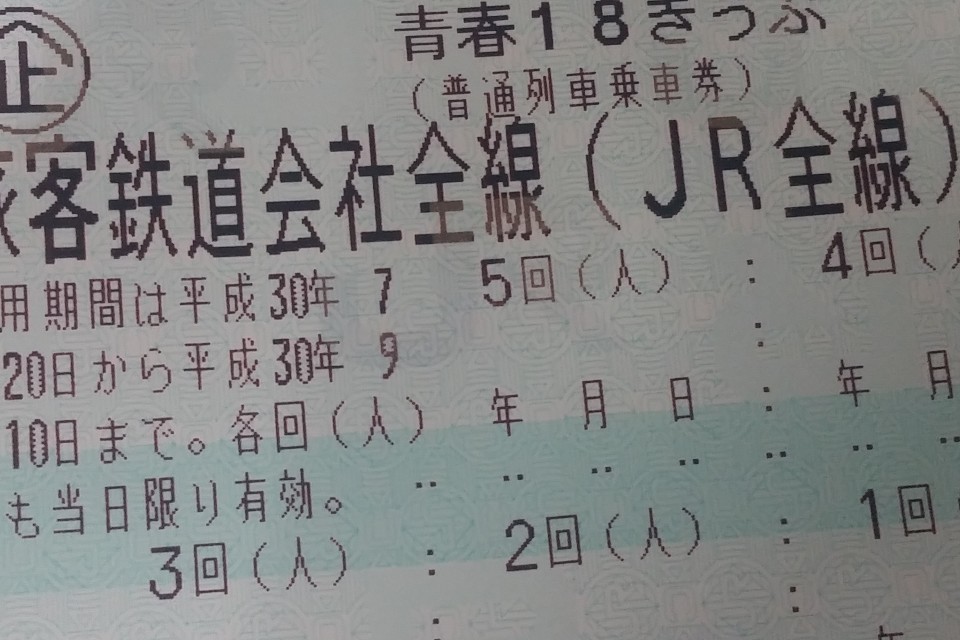 企
青春18きっぷ
(普通列車乗車券)
旅客鉄道会社全線(JR全線)
用期間は平成30年 7 5回(人) : 4回(人
20日から平成30年 9
10日まで。各回(人) 年 月 日 : 年 月
も当日限り有効。
3回(人) : 2回(人) : 1回
年